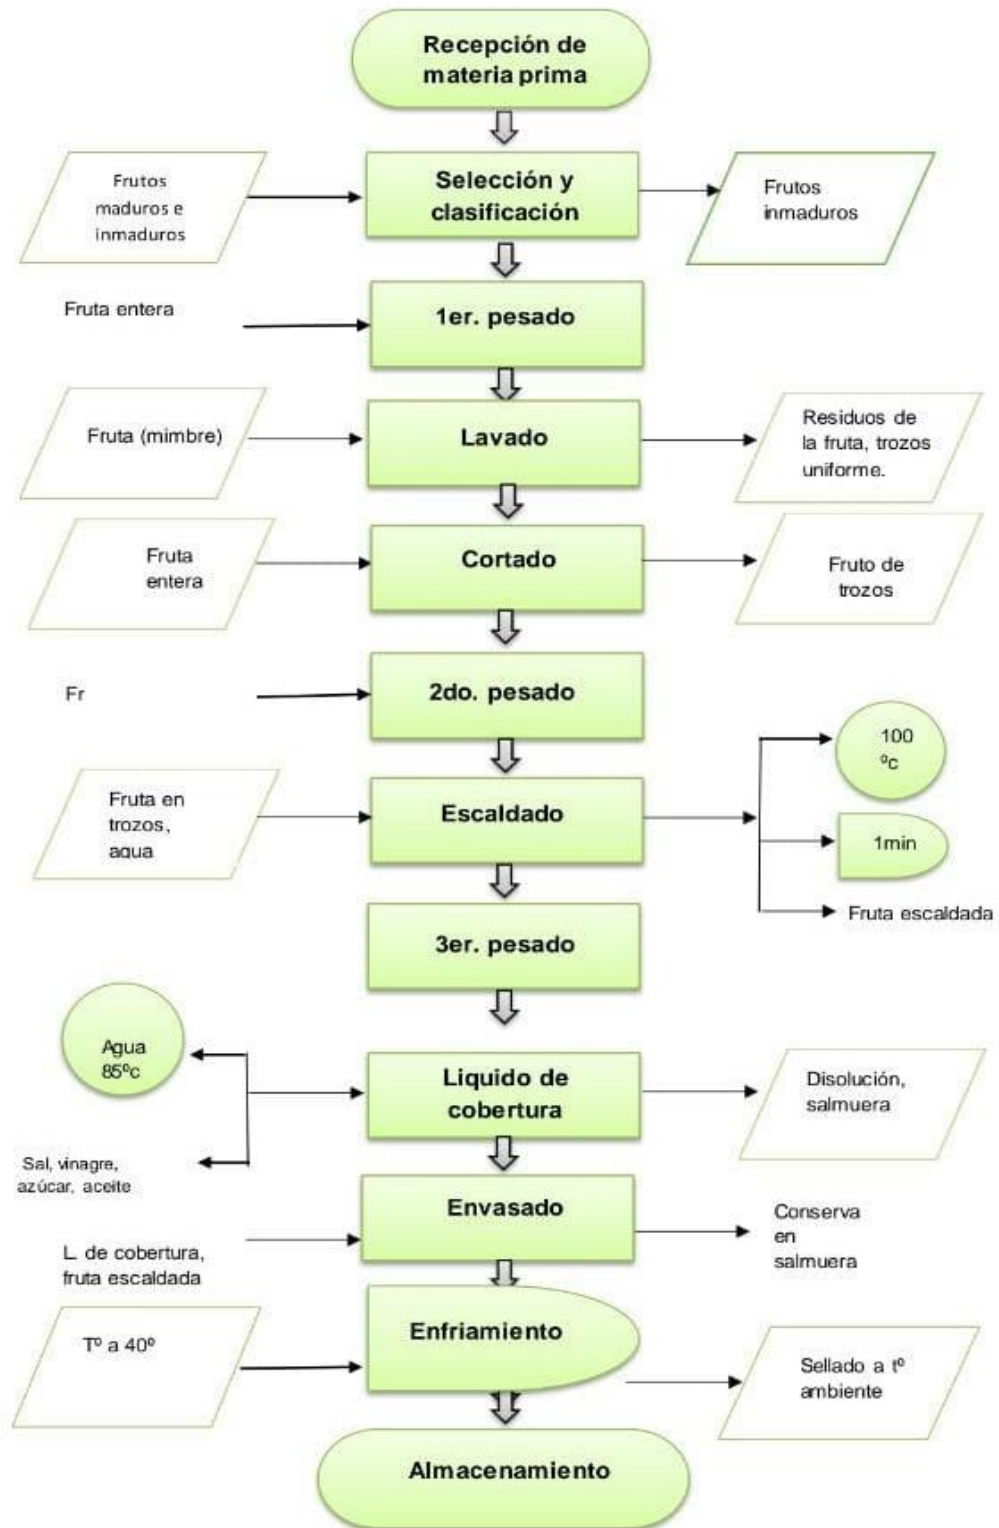 Recepción de
materia prima
Frutos
maduros e
inmaduros
Selección y
clasificación
Frutos
inmaduros
Fruta entera
1er. pesado
Fruta (mimbre)
Lavado
Residuos de
la fruta, trozos
uniforme.
Fruta
entera
Cortado
Fruto de
trozos
Fr
2do. pesado
100
ºc
Fruta en
trozos,
agua
Escaldado
1min
Fruta escaldada
3er. pesado
Agua
85ºc
Liquido de
cobertura
Disolución,
salmuera
Sal, vinagre,
azúcar, aceite
Envasado
Conserva
en
salmuera
L. de cobertura,
fruta escaldada
Tº a 40º
Enfriamiento
Sellado a tº
ambiente
Almacenamiento